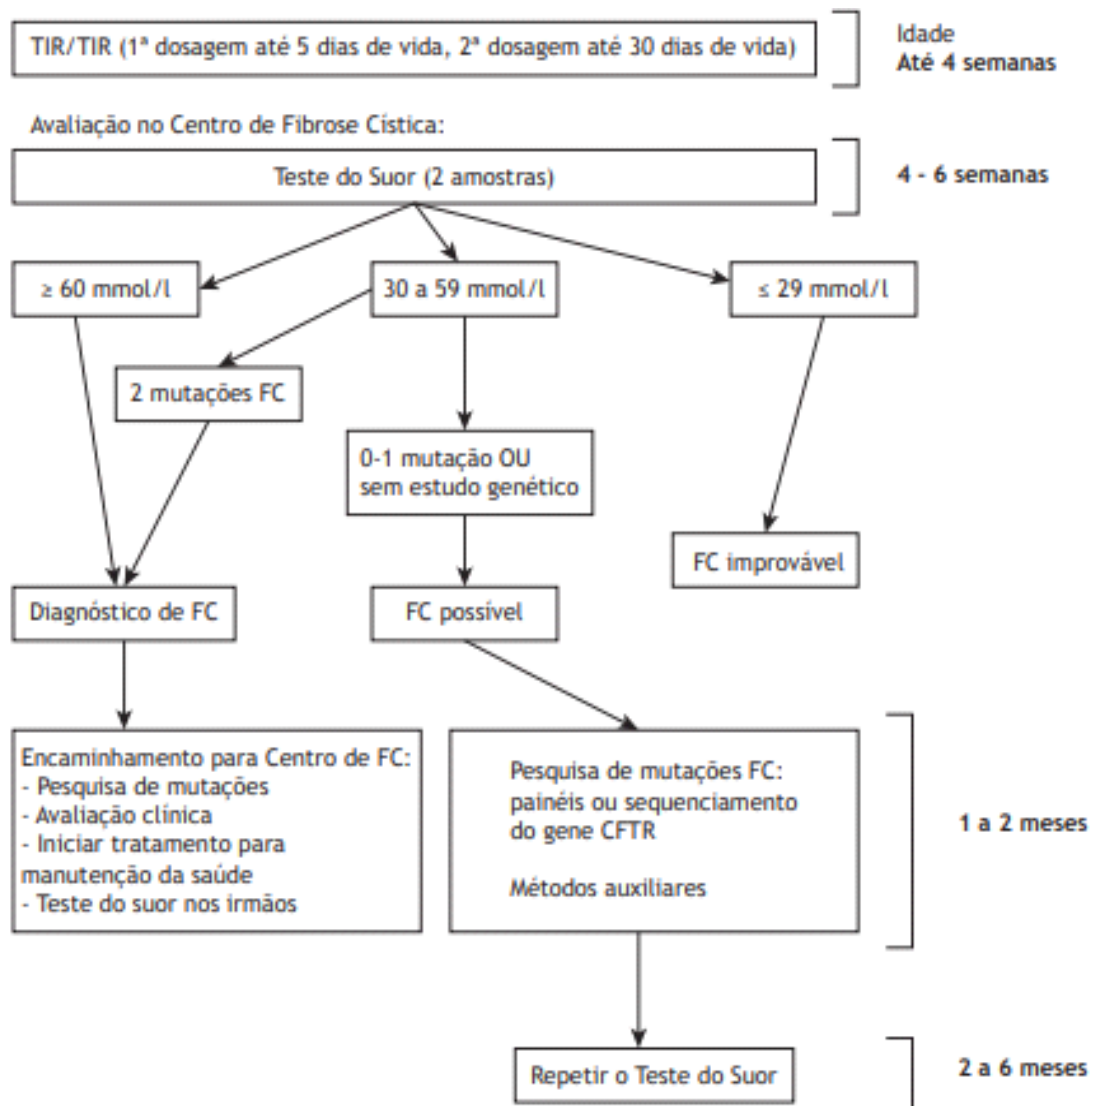 TIR/TIR (1ª dosagem até 5 dias de vida, 2ª dosagem até 30 dias de vida)
Idade
Até 4 semanas
Avaliação no Centro de Fibrose Cística:
Teste do Suor (2 amostras)
4 - 6 semanas
≥ 60 mmol/l
30 a 59 mmol/l
≤ 29 mmol/l
2 mutações FC
0-1 mutação OU
sem estudo genético
FC improvável
Diagnóstico de FC
FC possível
Encaminhamento para Centro de FC:
- Pesquisa de mutações
- Avaliação clínica
- Iniciar tratamento para
manutenção da saúde
- Teste do suor nos irmãos
Pesquisa de mutações FC:
painéis ou sequenciamento
do gene CFTR
Métodos auxiliares
1 a 2 meses
Repetir o Teste do Suor
2 a 6 meses